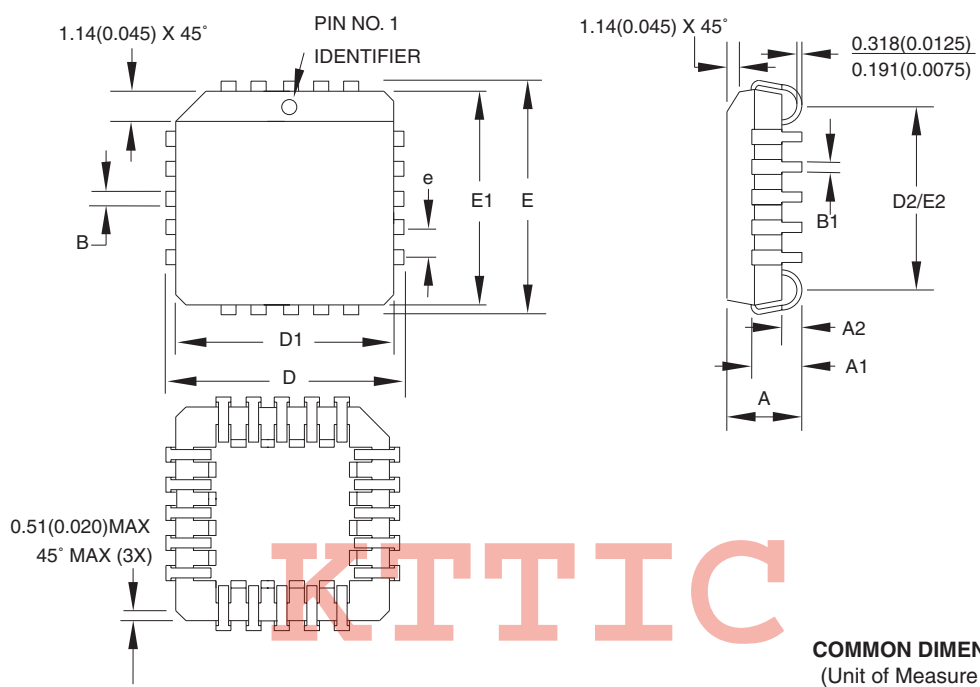 1.14(0.045) X 45°
PIN NO. 1
IDENTIFIER
1.14(0.045) X 45°
0.318(0.0125)
0.191(0.0075)
e
E1
E
B
D1
D
B1
D2/E2
A2
A1
A
0.51(0.020)MAX
45° MAX (3X)
KTTIC
COMMON DIMEN
(Unit of Measure